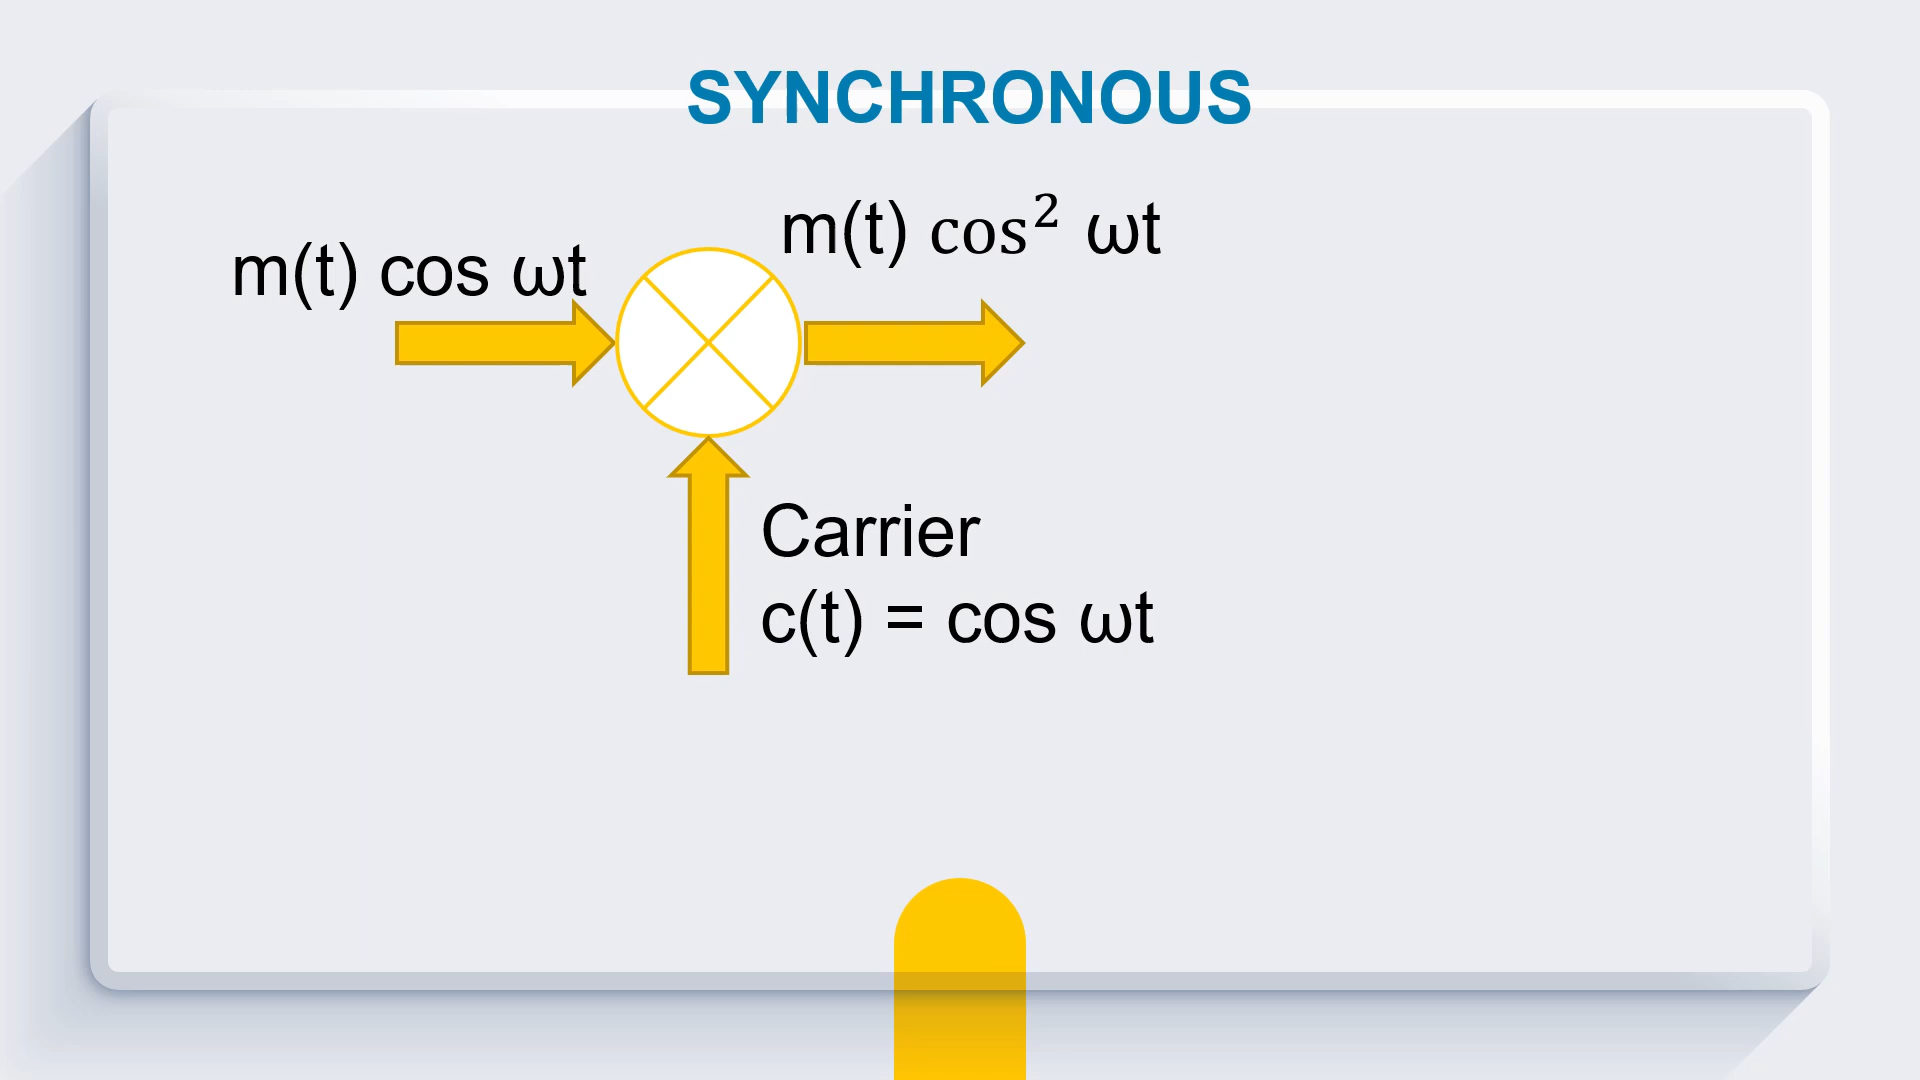 SYNCHRONOUS
m(t) cos² ωt
m(t) cos ωt
Carrier
c(t) = cos ωt